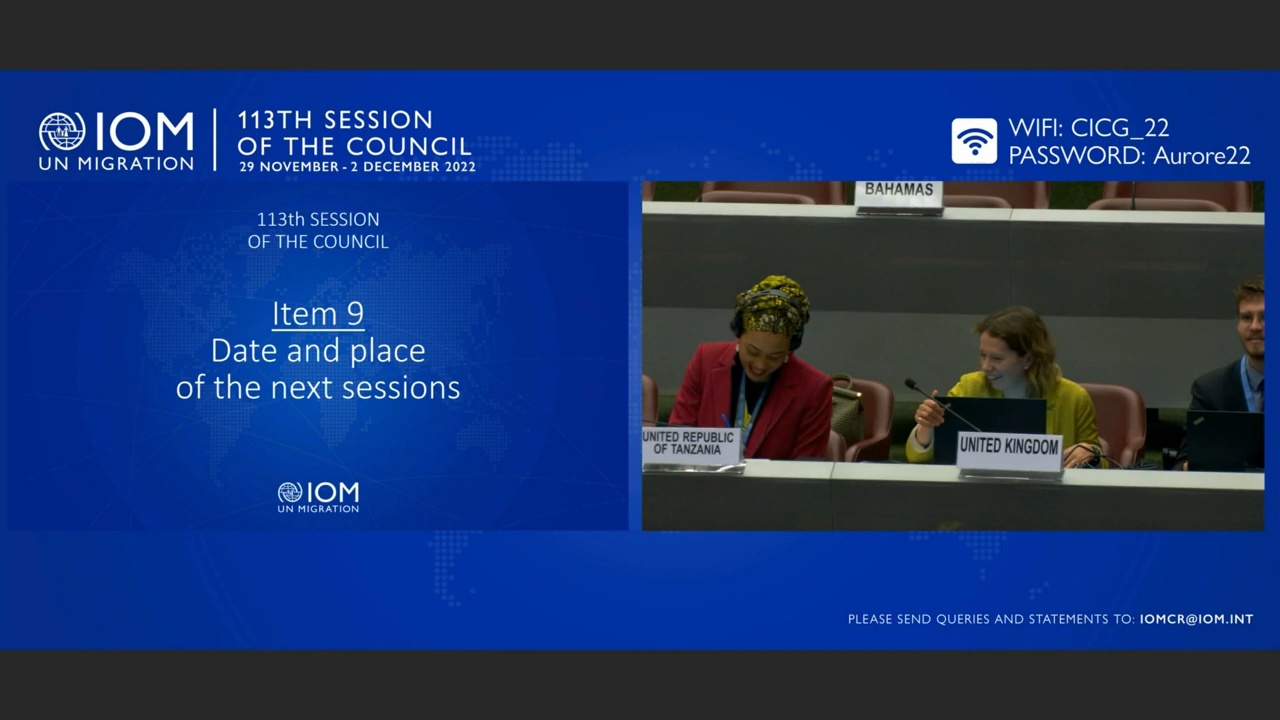 IOM
UN MIGRATION
113TH SESSION
OF THE COUNCIL
29 NOVEMBER - 2 DECEMBER 2022
WIFI: CICG_22
PASSWORD: Aurore22
113th SESSION
OF THE COUNCIL
Item 9
Date and place
of the next sessions
IOM
UN MIGRATION
BAHAMAS
UNITED REPUBLIC
OF TANZANIA
UNITED KINGDOM
PLEASE SEND QUERIES AND STATEMENTS TO: IOMCR@IOM.INT